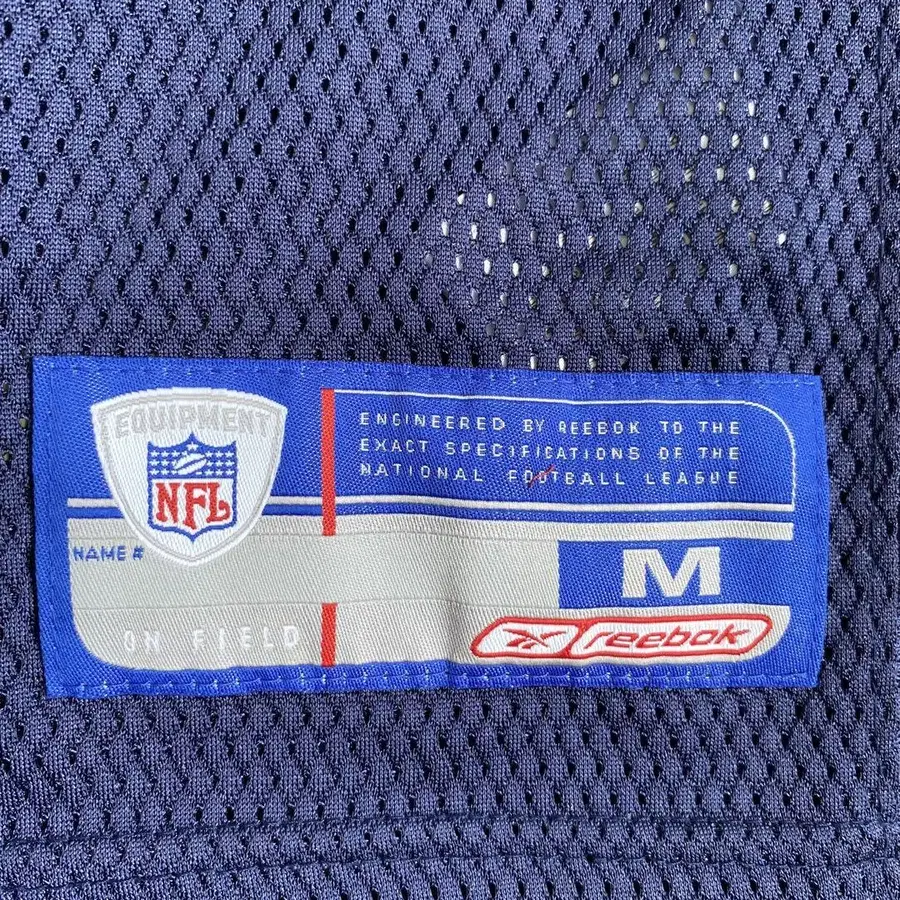 EQUIPMENT
NFL
ENGINEERED BY REEBOK TO THE
EXACT SPECIFICATIONS OF THE
NATIONAL FOOTBALL LEAGUE
NAME #
M
ON FIELD
reebok